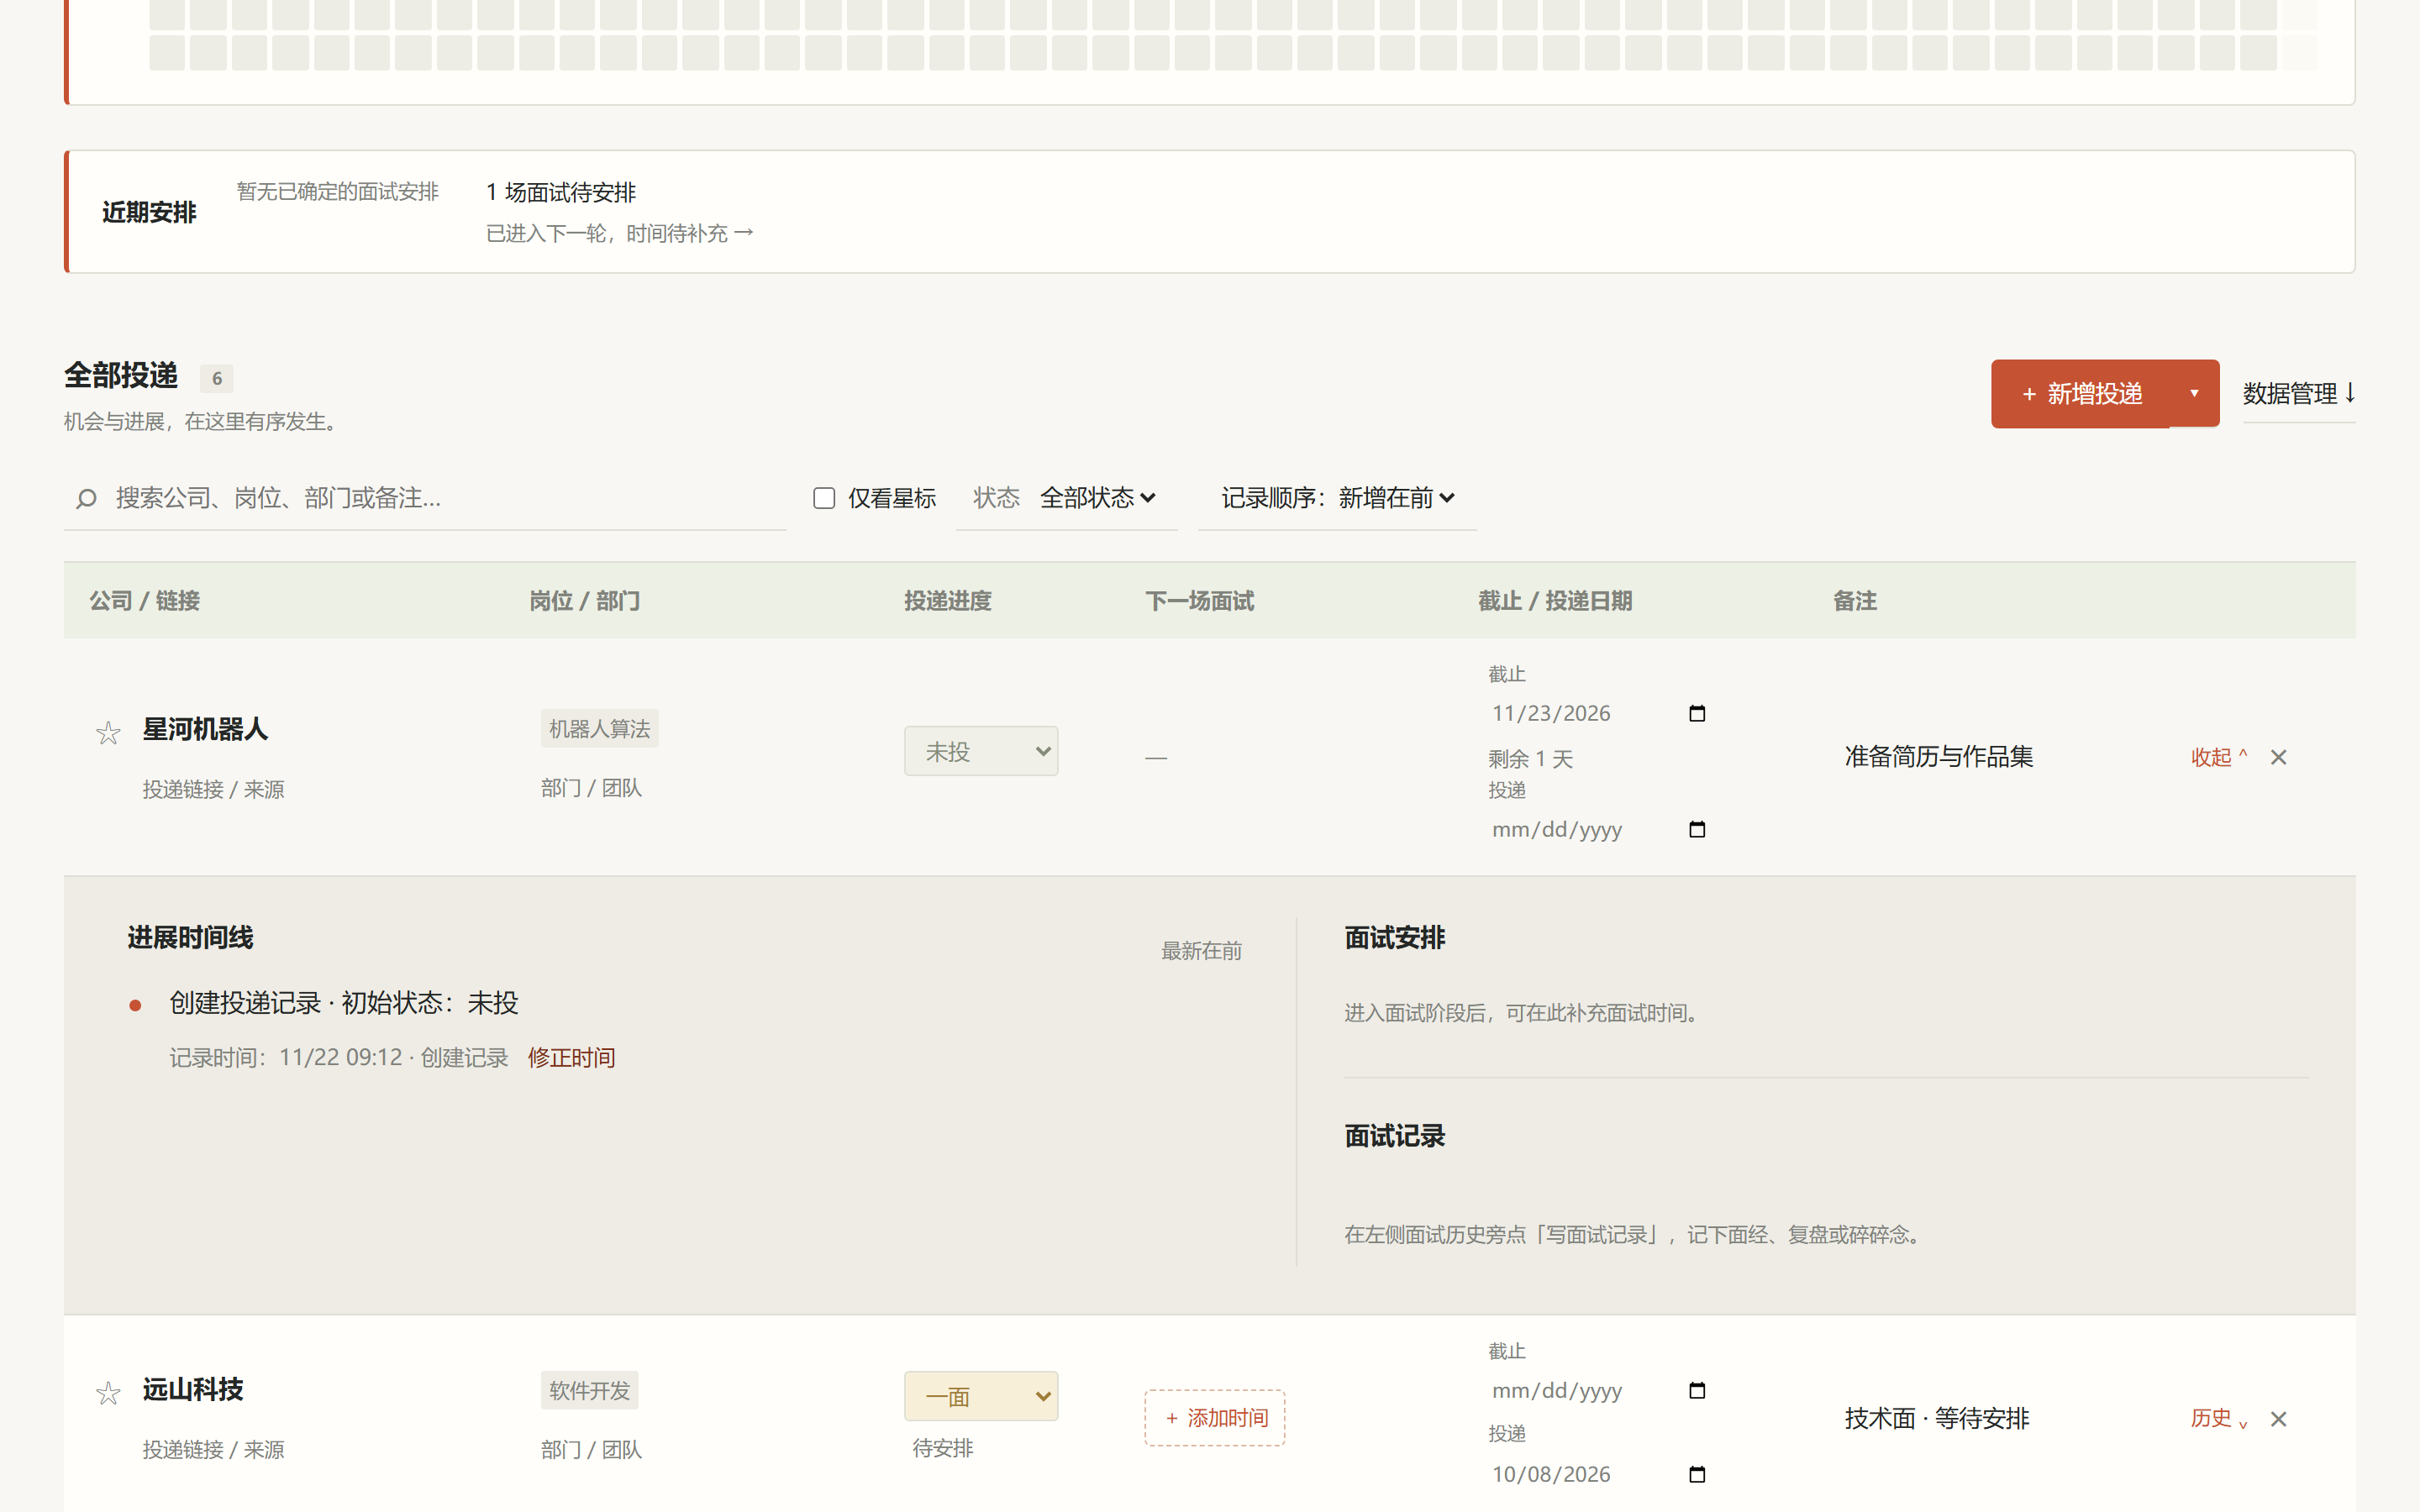 近期安排
暂无已确定的面试安排
1 场面试待安排
已进入下一轮，时间待补充 →
全部投递 6
机会与进展，在这里有序发生。
+ 新增投递 ▾
数据管理 ↓
搜索公司、岗位、部门或备注...
仅看星标
状态 全部状态
记录顺序：新增在前
公司 / 链接 岗位 / 部门 投递进度 下一场面试 截止 / 投递日期 备注
☆ 星河机器人
投递链接 / 来源
机器人算法
部门 / 团队
未投
—
截止
11/23/2026
剩余 1 天
投递
mm/dd/yyyy
准备简历与作品集
收起 ^ ×
进展时间线
最新在前
创建投递记录 · 初始状态：未投
记录时间：11/22 09:12 · 创建记录 修正时间
面试安排
进入面试阶段后，可在此补充面试时间。
面试记录
在左侧面试历史旁点「写面试记录」，记下面经、复盘或碎碎念。
☆ 远山科技
投递链接 / 来源
软件开发
部门 / 团队
一面
待安排
+ 添加时间
截止
mm/dd/yyyy
投递
10/08/2026
技术面 · 等待安排
历史 ˅ ×